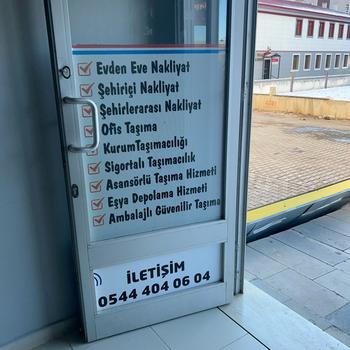 Evden Eve Nakliyat
Şehiriçi Nakliyat
Şehirlerarası Nakliyat
Ofis Taşıma
KurumTaşımacılığı
Sigortalı Taşımacılık
Asansörlü Taşıma Hizmeti
Eşya Depolama Hizmeti
Ambalajlı Güvenilir Taşıma
İLETİŞİM
0544 404 06 04